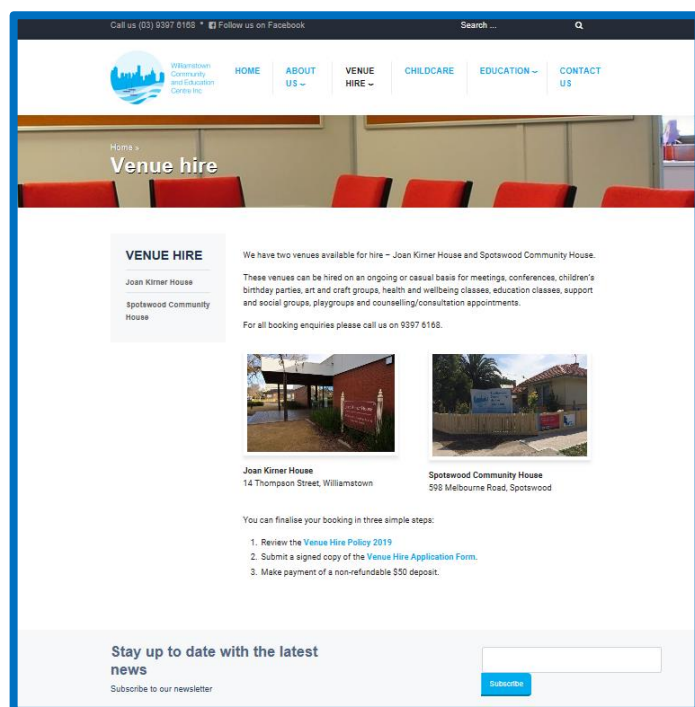 Call us (03) 9397 6168 * Follow us on Facebook
Search ...
Williamstown
Community
and Education
Centre Inc.
HOME
ABOUT
US
VENUE
HIRE
CHILDCARE
EDUCATION
CONTACT
US
Home »
Venue hire
VENUE HIRE
Joan Kirner House
Spotswood Community
House
We have two venues available for hire – Joan Kirner House and Spotswood Community House.
These venues can be hired on an ongoing or casual basis for meetings, conferences, children's
birthday parties, art and craft groups, health and wellbeing classes, education classes, support
and social groups, playgroups and counselling/consultation appointments.
For all booking enquiries please call us on 9397 6168.
Joan Kirner House
Joan Kirner House
14 Thompson Street, Williamstown
Spotswood Community House
598 Melbourne Road, Spotswood
You can finalise your booking in three simple steps:
1. Review the Venue Hire Policy 2019
2. Submit a signed copy of the Venue Hire Application Form.
3. Make payment of a non-refundable $50 deposit.
Stay up to date with the latest
news
Subscribe to our newsletter
Subscribe